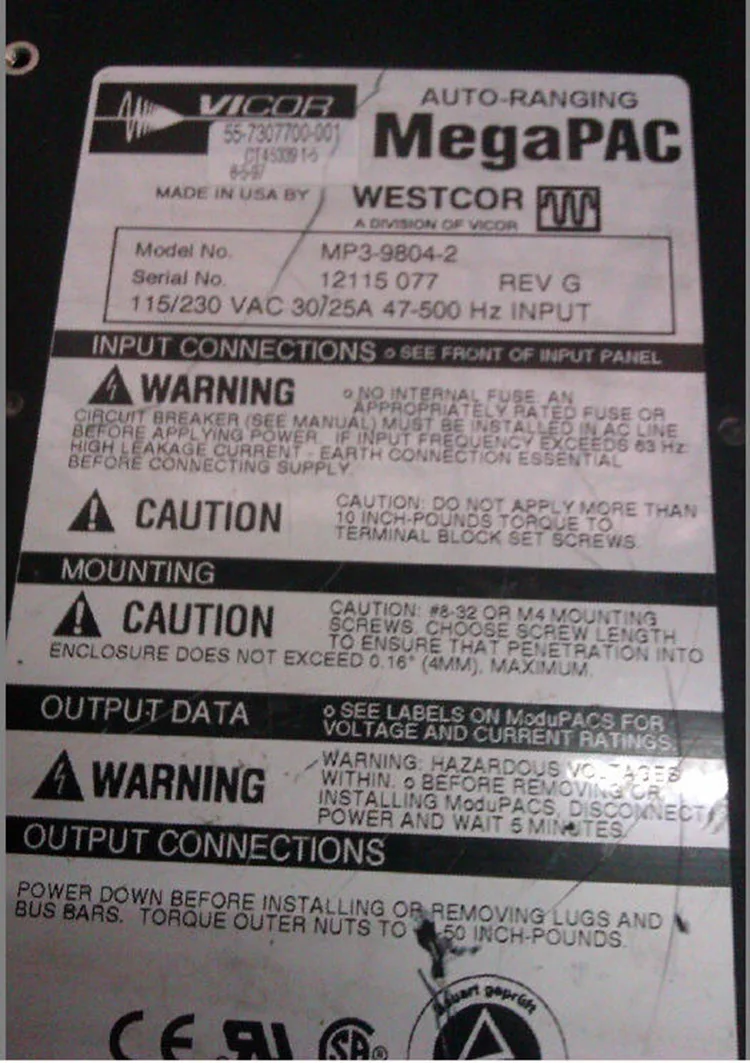 VICOR
55-7307700-001
8-5-97
AUTO-RANGING
MegaPAC
MADE IN USA BY WESTCOR
A DIVISION OF VICOR
Model No. MP3-9804-2
Serial No. 12115 077 REV G
115/230 VAC 30/25A 47-500 Hz INPUT
INPUT CONNECTIONS o SEE FRONT OF INPUT PANEL
WARNING o NO INTERNAL FUSE. AN
APPROPRIATELY RATED FUSE OR
CIRCUIT BREAKER (SEE MANUAL) MUST BE INSTALLED IN AC LINE
BEFORE APPLYING POWER. IF INPUT FREQUENCY EXCEEDS 63 Hz
HIGH LEAKAGE CURRENT - EARTH CONNECTION ESSENTIAL
BEFORE CONNECTING SUPPLY.
CAUTION
CAUTION: DO NOT APPLY MORE THAN
10 INCH-POUNDS TORQUE TO
TERMINAL BLOCK SET SCREWS.
MOUNTING
CAUTION
CAUTION: #8-32 OR M4 MOUNTING
SCREWS. CHOOSE SCREW LENGTH
TO ENSURE THAT PENETRATION INTO
ENCLOSURE DOES NOT EXCEED 0.16" (4MM), MAXIMUM.
OUTPUT DATA
o SEE LABELS ON ModuPACS FOR
VOLTAGE AND CURRENT RATINGS.
WARNING
WARNING: HAZARDOUS VOLTAGES
WITHIN. o BEFORE REMOVING OR
INSTALLING ModuPACS, DISCONNECT
POWER AND WAIT 5 MINUTES.
OUTPUT CONNECTIONS
POWER DOWN BEFORE INSTALLING OR REMOVING LUGS AND
BUS BARS. TORQUE OUTER NUTS TO 50 INCH-POUNDS.
geprüft
CE
SA